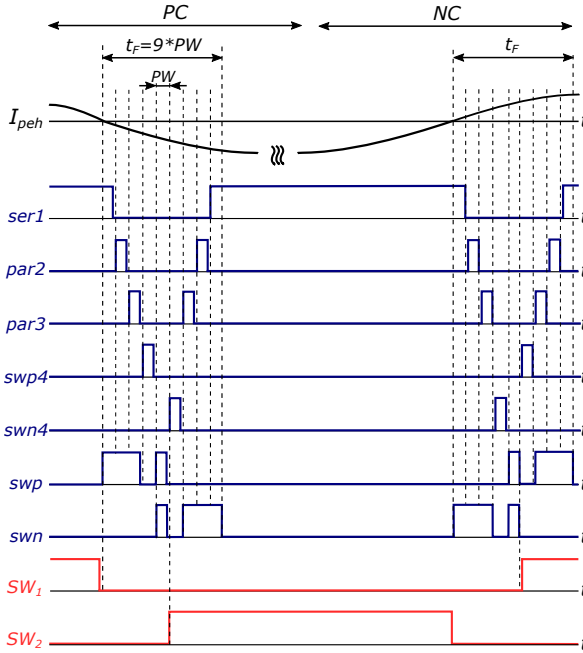 PC NC
t_F=9*PW t_F
PW
I_peh t
ser1 t
par2 t
par3 t
swp4 t
swn4 t
swp t
swn t
SW_1 t
SW_2 t